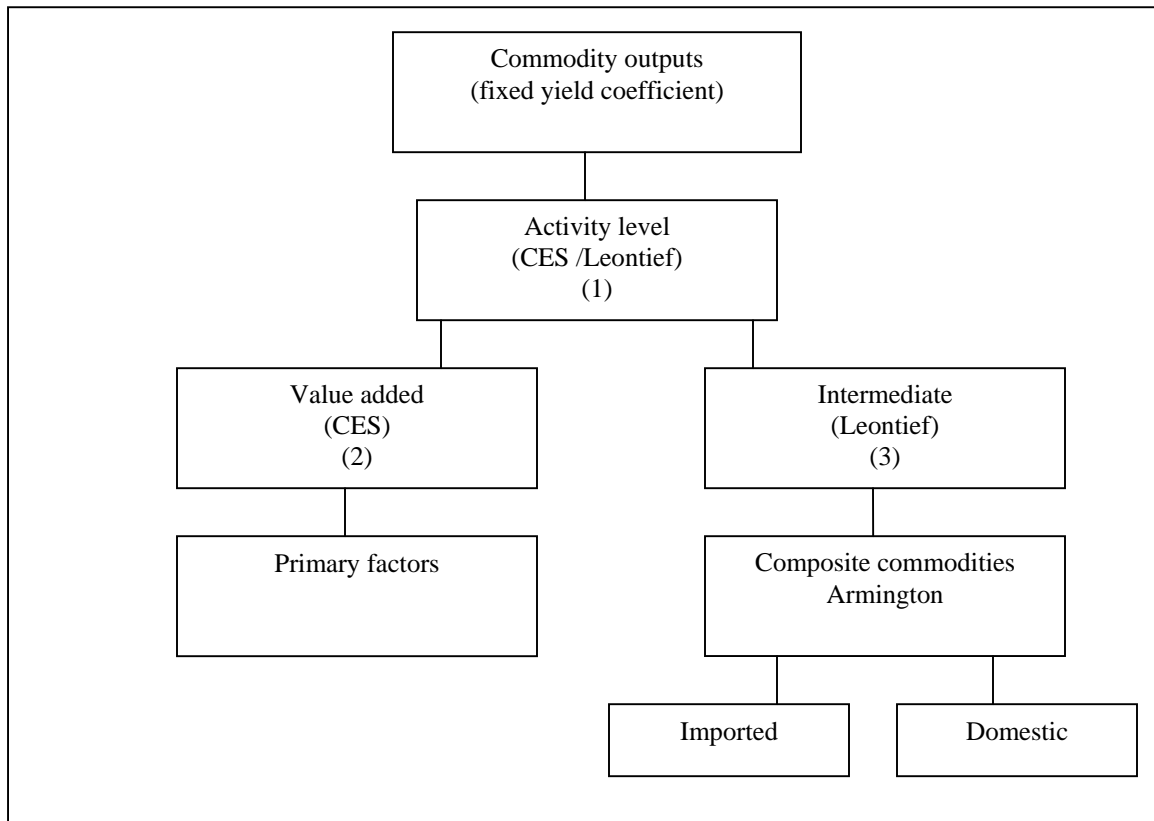 Commodity outputs
(fixed yield coefficient)
Activity level
(CES /Leontief)
(1)
Value added
(CES)
(2)
Intermediate
(Leontief)
(3)
Primary factors
Composite commodities
Armington
Imported
Domestic